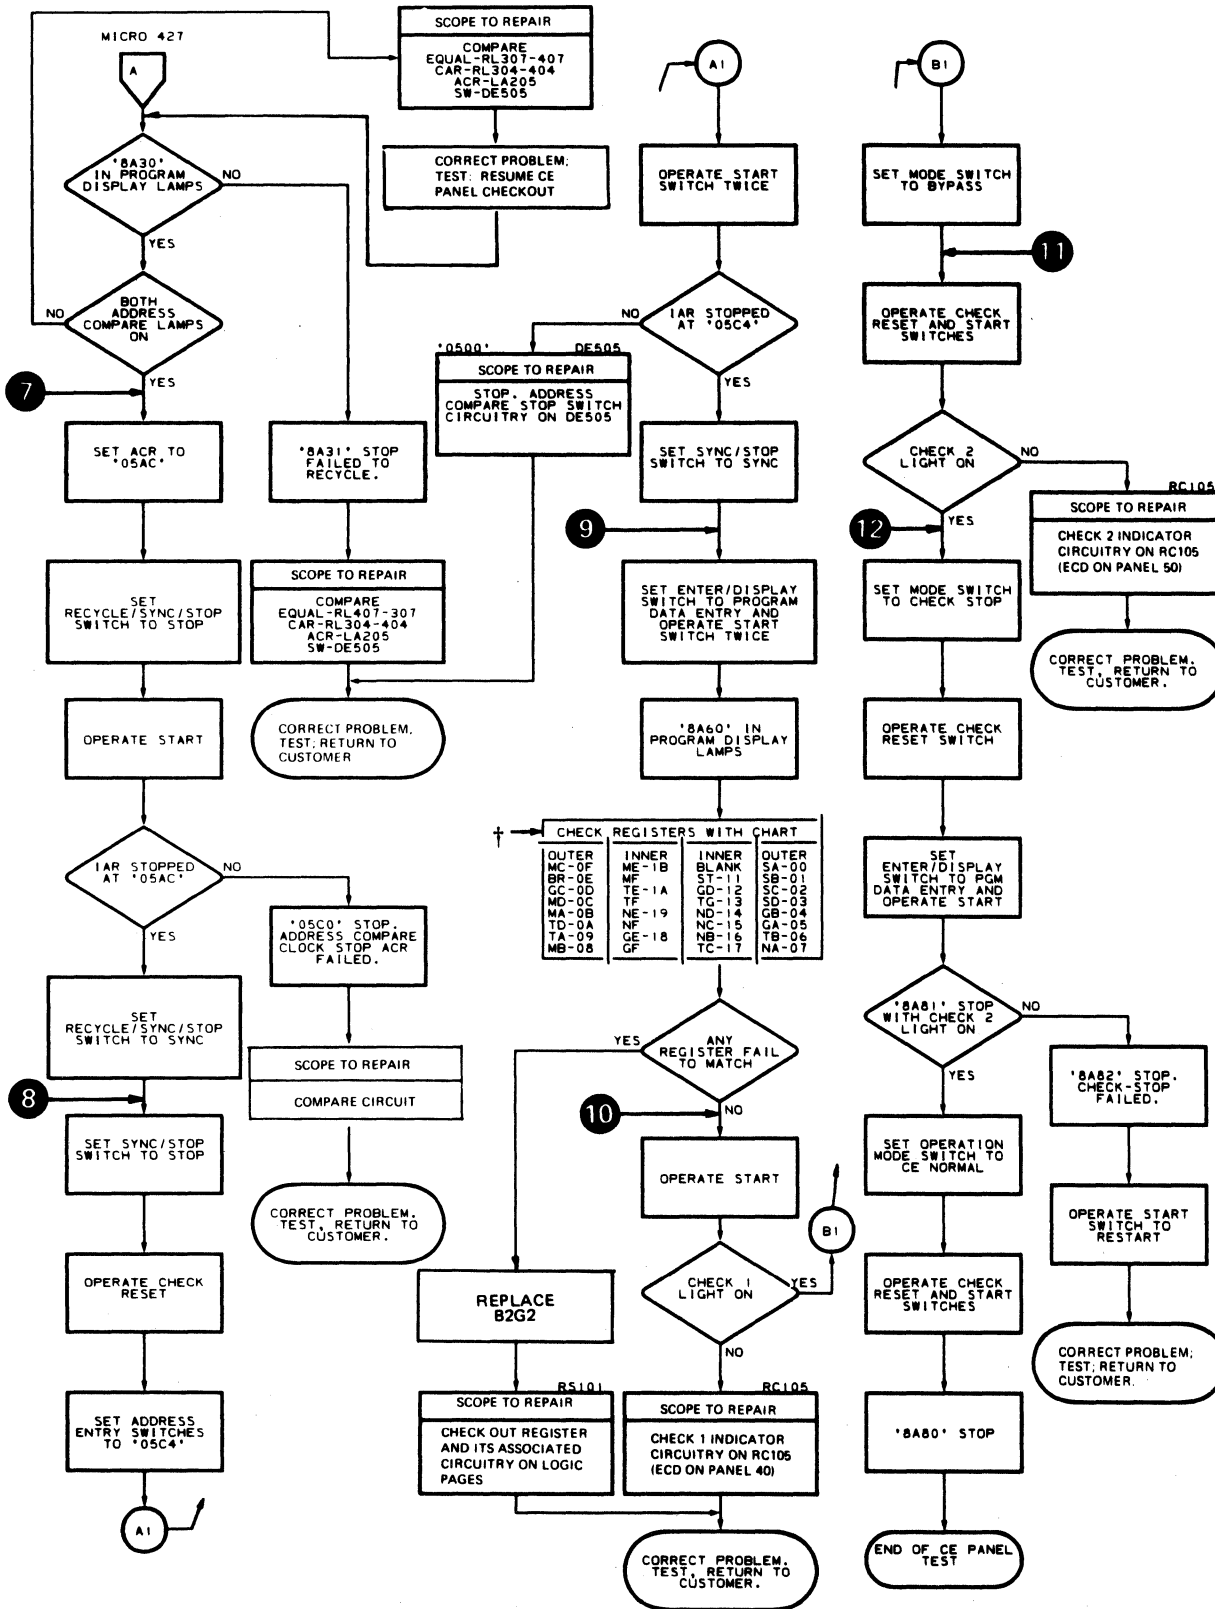 MICRO 427
A
'8A30'
IN PROGRAM
DISPLAY LAMPS
NO
YES
BOTH
ADDRESS
COMPARE LAMPS
ON
NO
YES
7
SET ACR TO
'05AC'
SET
RECYCLE/SYNC/STOP
SWITCH TO STOP
OPERATE START
IAR STOPPED
AT '05AC'
NO
YES
SET
RECYCLE/SYNC/STOP
SWITCH TO SYNC
8
SET SYNC/STOP
SWITCH TO STOP
OPERATE CHECK
RESET
SET ADDRESS
ENTRY SWITCHES
TO '05C4'
A1
SCOPE TO REPAIR
COMPARE
EQUAL-RL307-407
CAR-RL304-404
ACR-LA205
SW-DE505
CORRECT PROBLEM;
TEST: RESUME CE
PANEL CHECKOUT
'8A31' STOP
FAILED TO
RECYCLE.
SCOPE TO REPAIR
COMPARE
EQUAL-RL407-307
CAR-RL304-404
ACR-LA205
SW-DE505
CORRECT PROBLEM,
TEST; RETURN TO
CUSTOMER
'05C0' STOP.
ADDRESS COMPARE
CLOCK STOP ACR
FAILED.
SCOPE TO REPAIR
COMPARE CIRCUIT
CORRECT PROBLEM.
TEST, RETURN TO
CUSTOMER.
A1
OPERATE START
SWITCH TWICE
IAR STOPPED
AT '05C4'
NO
YES
'0500' DE505
SCOPE TO REPAIR
STOP. ADDRESS
COMPARE STOP SWITCH
CIRCUITRY ON DE505
SET SYNC/STOP
SWITCH TO SYNC
9
SET ENTER/DISPLAY
SWITCH TO PROGRAM
DATA ENTRY AND
OPERATE START
SWITCH TWICE
'8A60' IN
PROGRAM DISPLAY
LAMPS
† CHECK REGISTERS WITH CHART
OUTER INNER INNER OUTER
MC-0F ME-1B BLANK SA-00
BR-0E MF ST-11 SB-01
GC-0D TE-1A GD-12 SC-02
MD-0C TF TG-13 SD-03
MA-0B NE-19 ND-14 GB-04
TD-0A NF NC-15 GA-05
TA-09 GE-18 NB-16 TB-06
MB-08 GF TC-17 NA-07
ANY
REGISTER FAIL
TO MATCH
YES
NO
10
OPERATE START
CHECK 1
LIGHT ON
YES
B1
NO
REPLACE
B2G2
RS101
SCOPE TO REPAIR
CHECK OUT REGISTER
AND ITS ASSOCIATED
CIRCUITRY ON LOGIC
PAGES
RC105
SCOPE TO REPAIR
CHECK 1 INDICATOR
CIRCUITRY ON RC105
(ECD ON PANEL 40)
CORRECT PROBLEM.
TEST, RETURN TO
CUSTOMER.
B1
SET MODE SWITCH
TO BYPASS
11
OPERATE CHECK
RESET AND START
SWITCHES
CHECK 2
LIGHT ON
NO
YES
RC105
SCOPE TO REPAIR
CHECK 2 INDICATOR
CIRCUITRY ON RC105
(ECD ON PANEL 50)
CORRECT PROBLEM.
TEST, RETURN TO
CUSTOMER.
12
SET MODE SWITCH
TO CHECK STOP
OPERATE CHECK
RESET SWITCH
SET
ENTER/DISPLAY
SWITCH TO PGM
DATA ENTRY AND
OPERATE START
'8A81' STOP
WITH CHECK 2
LIGHT ON
NO
YES
'8A82' STOP.
CHECK-STOP
FAILED.
OPERATE START
SWITCH TO
RESTART
CORRECT PROBLEM;
TEST; RETURN TO
CUSTOMER.
SET OPERATION
MODE SWITCH TO
CE NORMAL
OPERATE CHECK
RESET AND START
SWITCHES
'8A80' STOP
END OF CE PANEL
TEST